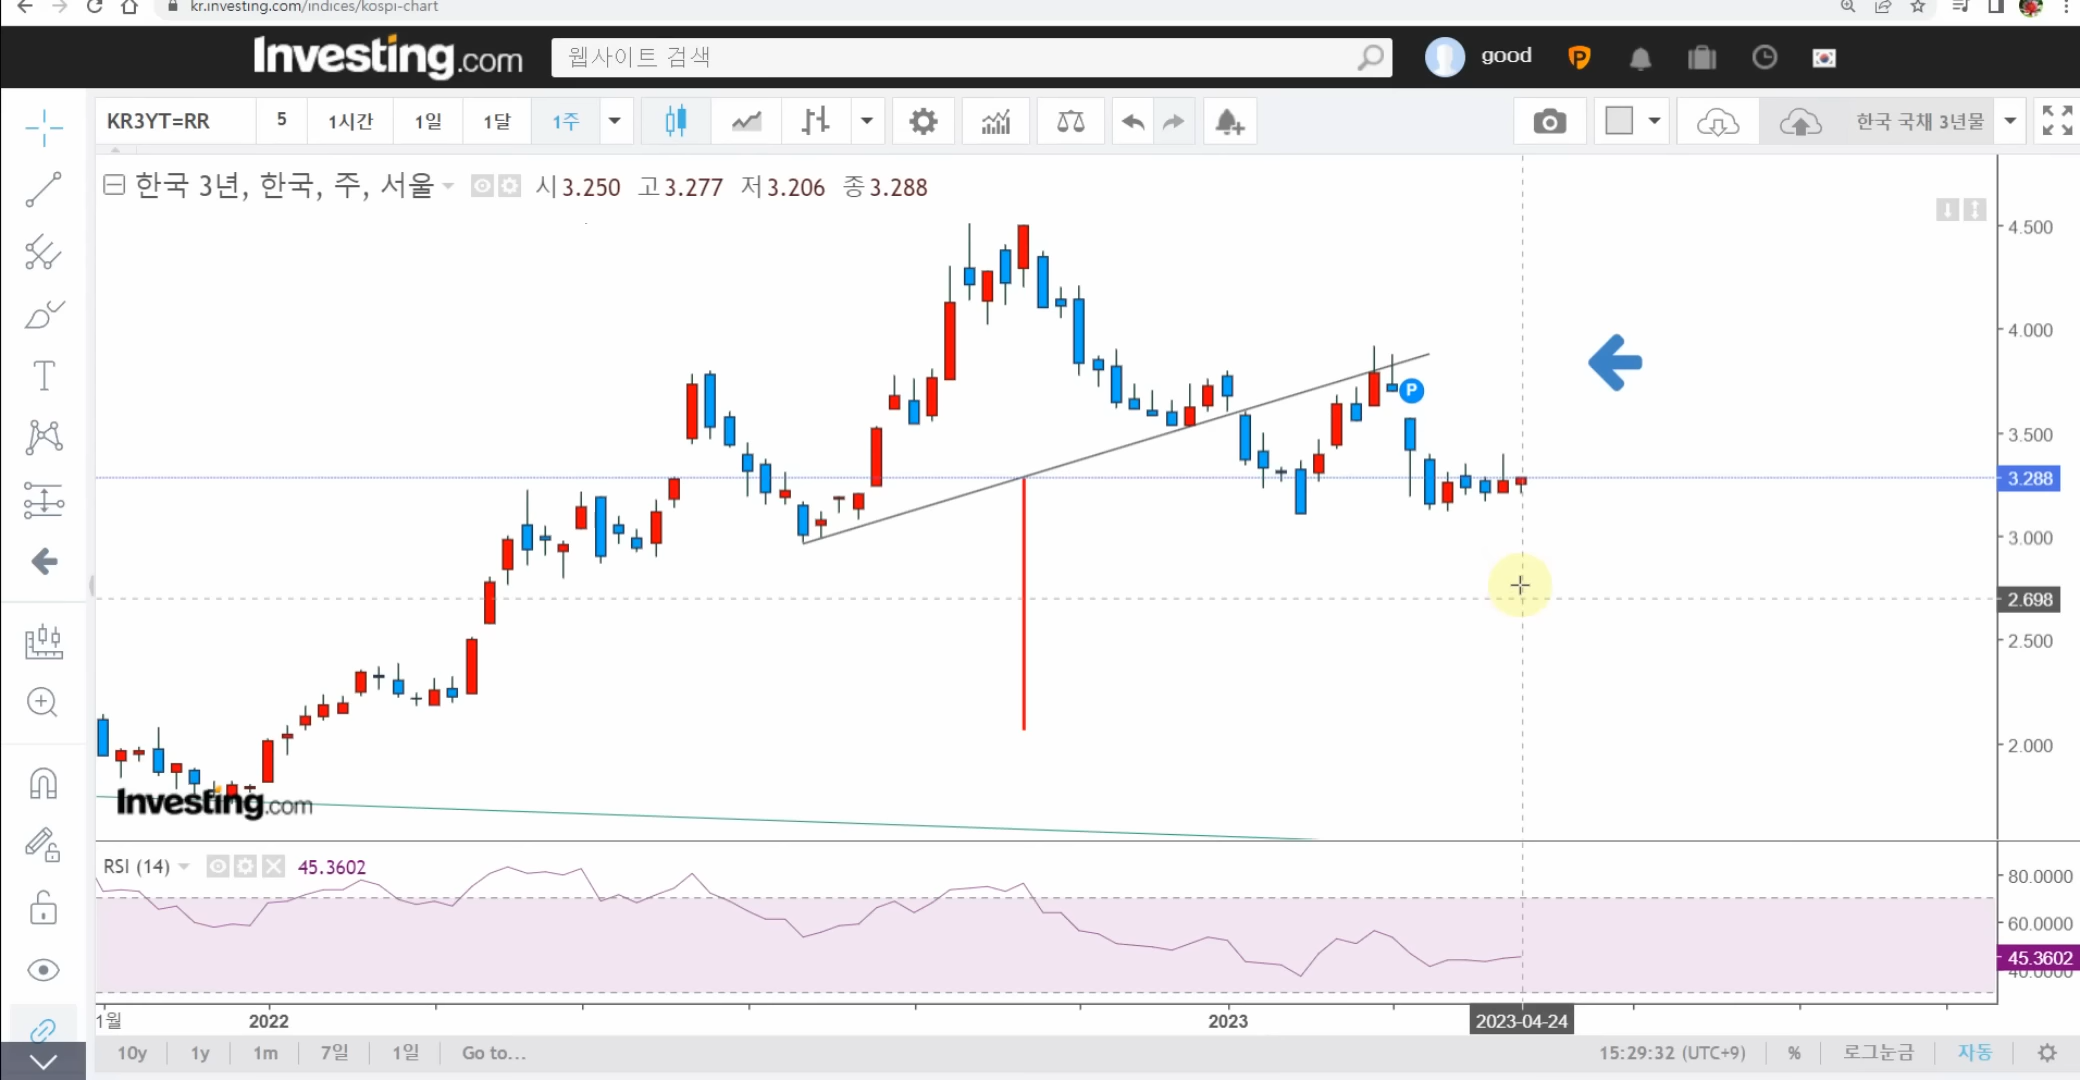 kr.investing.com/indices/kospi-chart
Investing.com
웹사이트 검색
good
P
KR3YT=RR
5
1시간
1일
1달
1주
한국 국채 3년물
한국 3년, 한국, 주, 서울
시 3.250 고 3.277 저 3.206 종 3.288
4.500
4.000
P
3.500
3.288
3.000
2.698
2.500
2.000
Investing.com
RSI (14)
45.3602
80.0000
60.0000
45.3602
40.0000
1월
2022
2023
2023-04-24
10y
1y
1m
7일
1일
Go to...
15:29:32 (UTC+9)
%
로그눈금
자동